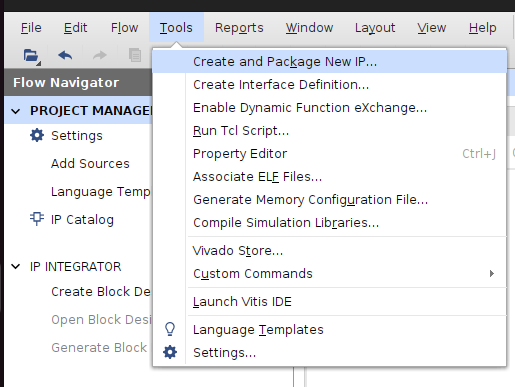 File Edit Flow Tools Reports Window Layout View Help
Flow Navigator
PROJECT MANAGE
Settings
Add Sources
Language Temp
IP Catalog
IP INTEGRATOR
Create Block De
Open Block Desi
Generate Block
Create and Package New IP...
Create Interface Definition...
Enable Dynamic Function eXchange...
Run Tcl Script...
Property Editor Ctrl+J
Associate ELF Files...
Generate Memory Configuration File...
Compile Simulation Libraries...
Vivado Store...
Custom Commands
Launch Vitis IDE
Language Templates
Settings...